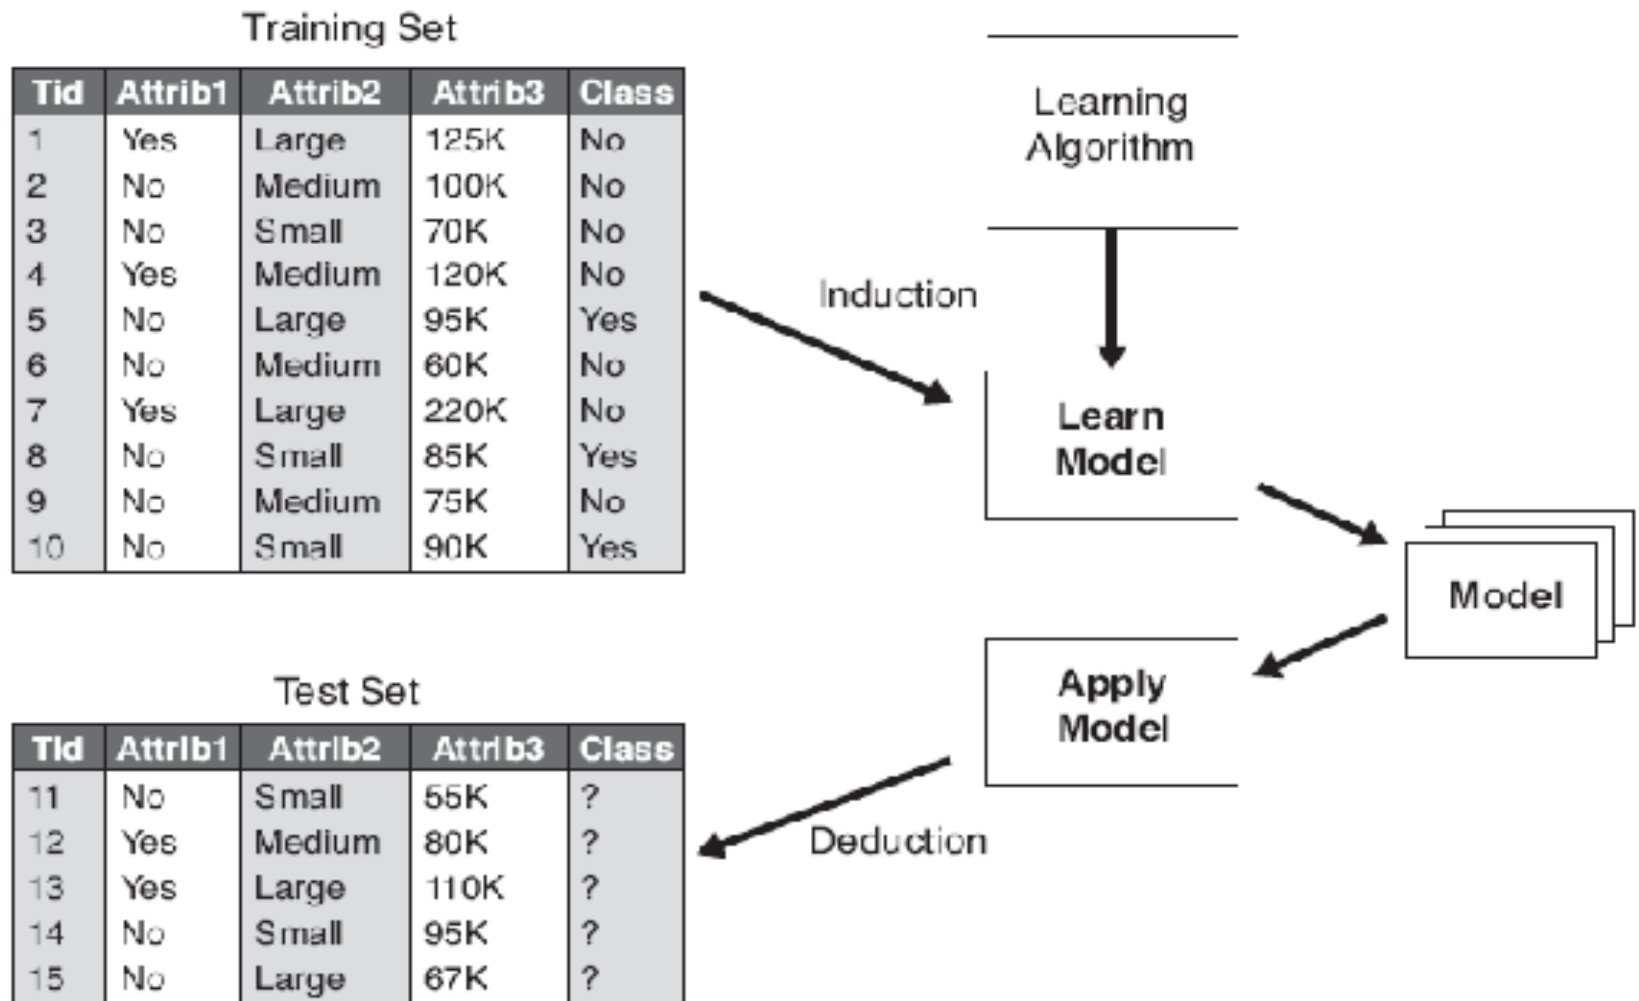 Training Set
Tid Attrib1 Attrib2 Attrib3 Class
1 Yes Large 125K No
2 No Medium 100K No
3 No Small 70K No
4 Yes Medium 120K No
5 No Large 95K Yes
6 No Medium 60K No
7 Yes Large 220K No
8 No Small 85K Yes
9 No Medium 75K No
10 No Small 90K Yes
Induction
Learning
Algorithm
Learn
Model
Model
Apply
Model
Deduction
Test Set
Tid Attrib1 Attrib2 Attrib3 Class
11 No Small 55K ?
12 Yes Medium 80K ?
13 Yes Large 110K ?
14 No Small 95K ?
15 No Large 67K ?